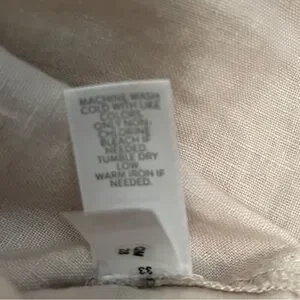 MACHINE WASH
COLD WITH LIKE
COLORS.
ONLY NON-
CHLORINE
BLEACH IF
NEEDED.
TUMBLE DRY
LOW.
WARM IRON IF
NEEDED.
33